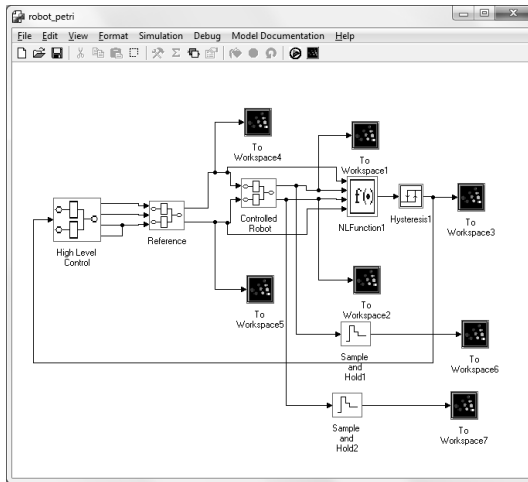 robot_petri
File Edit View Format Simulation Debug Model Documentation Help
To
Workspace4
To
Workspace1
High Level
Control
Reference
Controlled
Robot
f(•)
NLFunction1
Hysteresis1
To
Workspace3
To
Workspace5
To
Workspace2
Sample
and
Hold1
To
Workspace6
Sample
and
Hold2
To
Workspace7